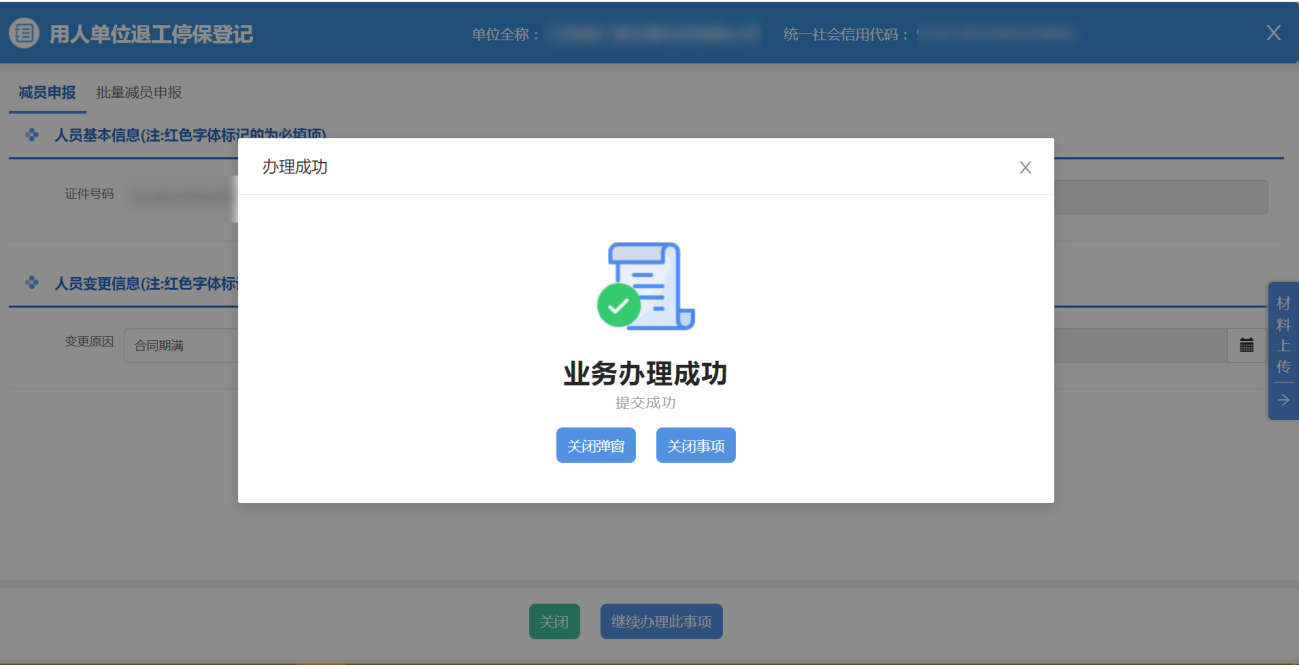 用人单位退工停保登记
单位全称：
统一社会信用代码：
减员申报 批量减员申报
人员基本信息(注:红色字体标记的为必填项)
办理成功
证件号码
人员变更信息(注:红色字体标
材料上传
变更原因 合同期满
业务办理成功
提交成功
关闭弹窗 关闭事项
关闭 继续办理此事项